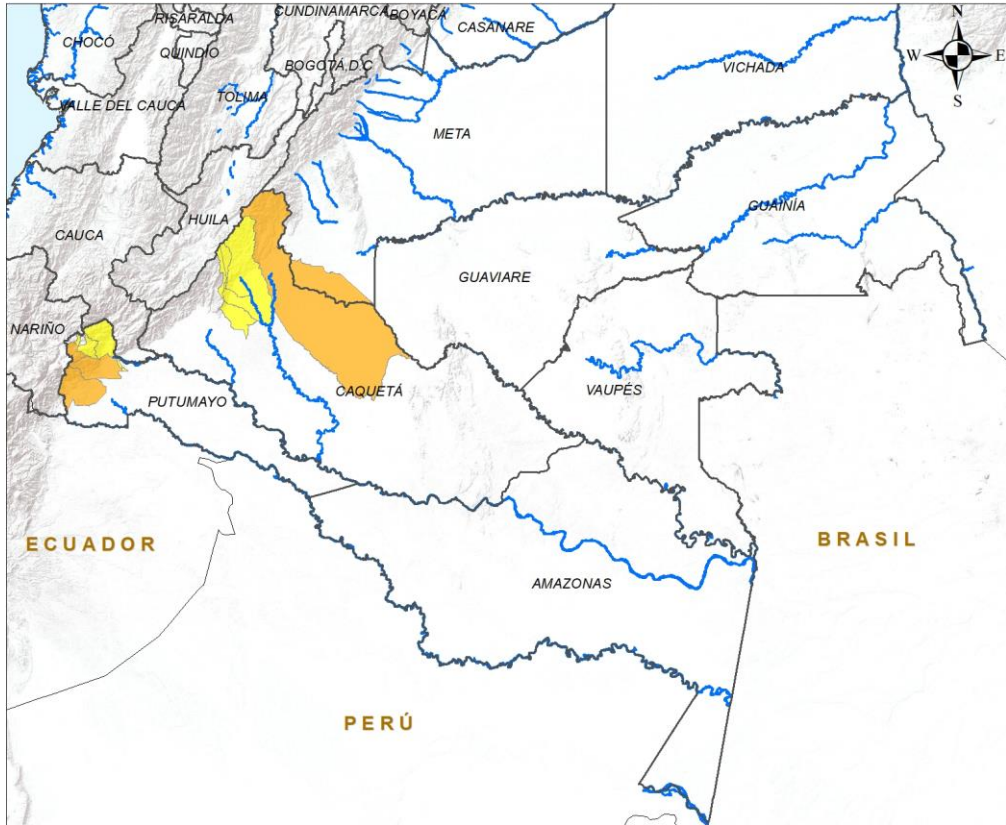 RISARALDA
CUNDINAMARCA
BOYACÁ
CASANARE
N
CHOCÓ
QUINDÍO
BOGOTÁ D.C
W
E
VICHADA
S
VALLE DEL CAUCA
TOLIMA
META
CAUCA
HUILA
GUAINÍA
GUAVIARE
NARIÑO
CAQUETÁ
VAUPÉS
PUTUMAYO
ECUADOR
BRASIL
AMAZONAS
PERÚ